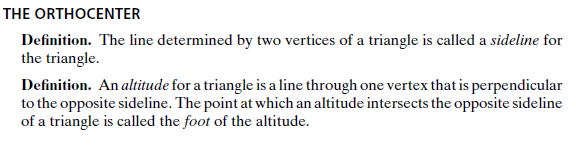 THE ORTHOCENTER
Definition. The line determined by two vertices of a triangle is called a sideline for
the triangle.
Definition. An altitude for a triangle is a line through one vertex that is perpendicular
to the opposite sideline. The point at which an altitude intersects the opposite sideline
of a triangle is called the foot of the altitude.